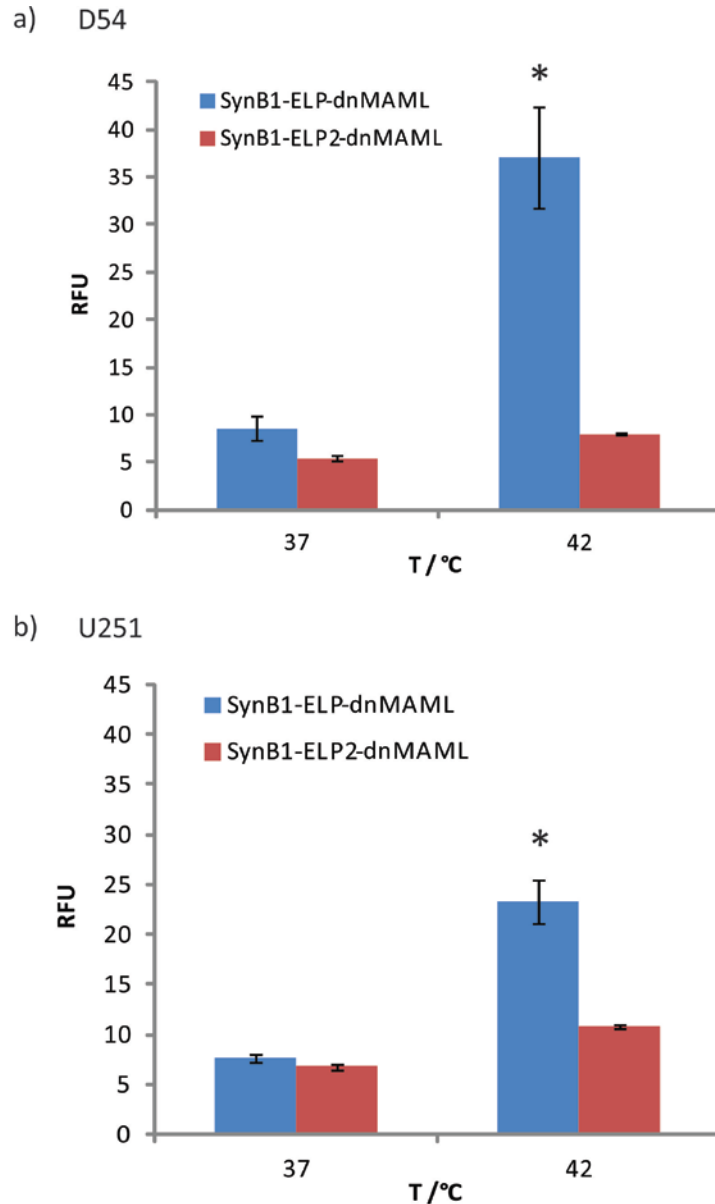 a) D54
45
40
35
30
25
20
15
10
5
0
RFU
SynB1-ELP-dnMAML
SynB1-ELP2-dnMAML
*
37 42
T / °C
b) U251
45
40
35
30
25
20
15
10
5
0
RFU
SynB1-ELP-dnMAML
SynB1-ELP2-dnMAML
*
37 42
T / °C